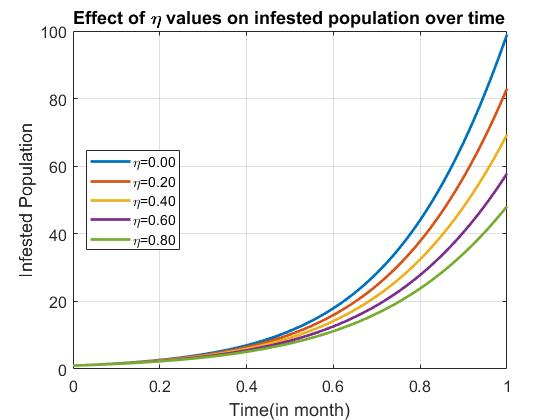 Effect of η values on infested population over time
100
80
60
40
20
0
Infested Population
η=0.00
η=0.20
η=0.40
η=0.60
η=0.80
0 0.2 0.4 0.6 0.8 1
Time(in month)